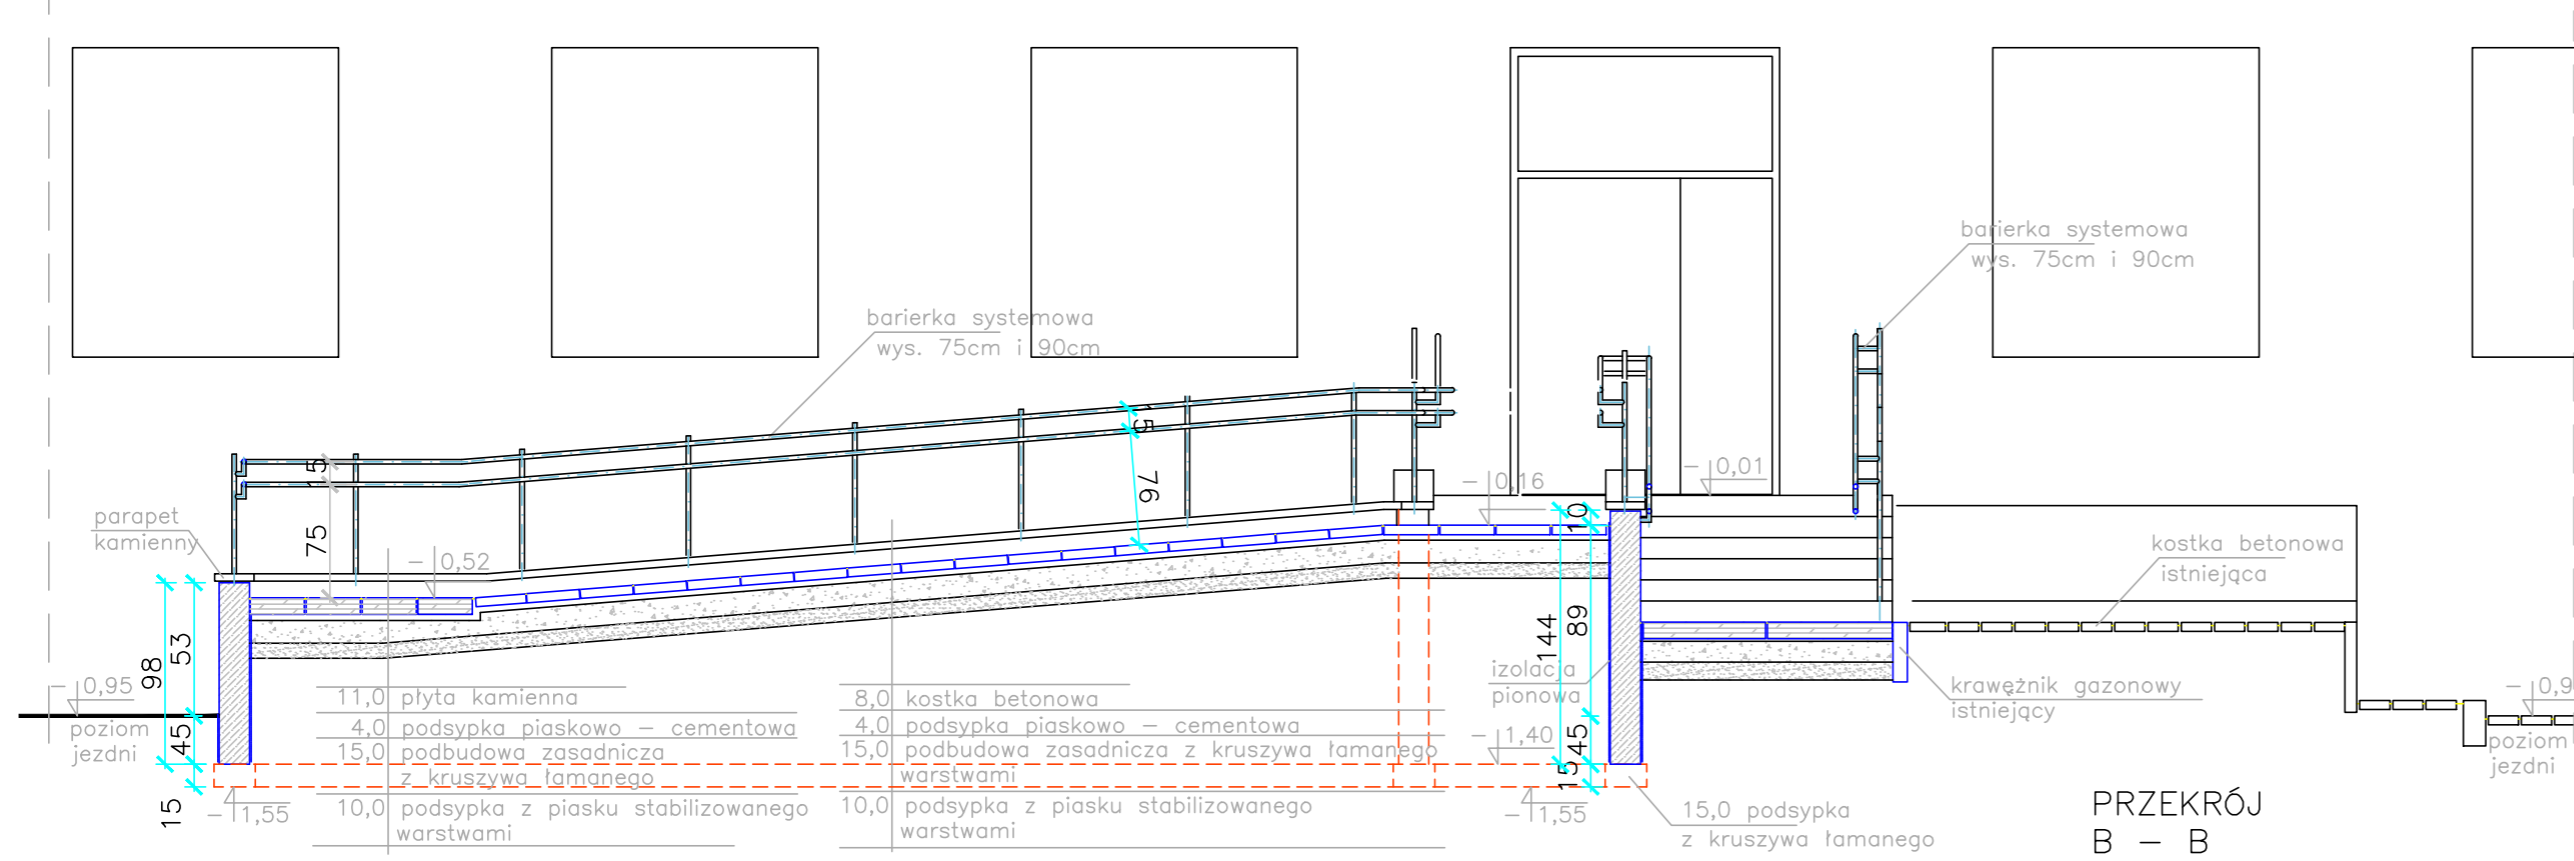 barierka systemowa
wys. 75cm i 90cm
barierka systemowa
wys. 75cm i 90cm
15
75
15
76
parapet
kamienny
- 0,52
- 0,16
- 0,01
10
kostka betonowa
istniejąca
98
53
45
15
144
89
45
15
- 0,95
poziom
jezdni
- 1,55
11,0 płyta kamienna
4,0 podsypka piaskowo – cementowa
15,0 podbudowa zasadnicza
z kruszywa łamanego
10,0 podsypka z piasku stabilizowanego
warstwami
8,0 kostka betonowa
4,0 podsypka piaskowo – cementowa
15,0 podbudowa zasadnicza z kruszywa łamanego
warstwami
10,0 podsypka z piasku stabilizowanego
warstwami
izolacja
pionowa
- 1,40
- 1,55
krawężnik gazonowy
istniejący
15,0 podsypka
z kruszywa łamanego
- 0,9
poziom
jezdni
PRZEKRÓJ
B – B